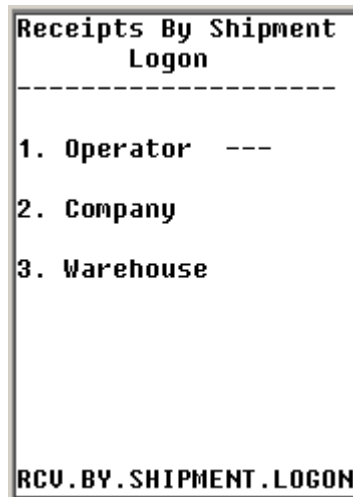 Receipts By Shipment
Logon
--------------------
1. Operator ---
2. Company
3. Warehouse
RCV.BY.SHIPMENT.LOGON